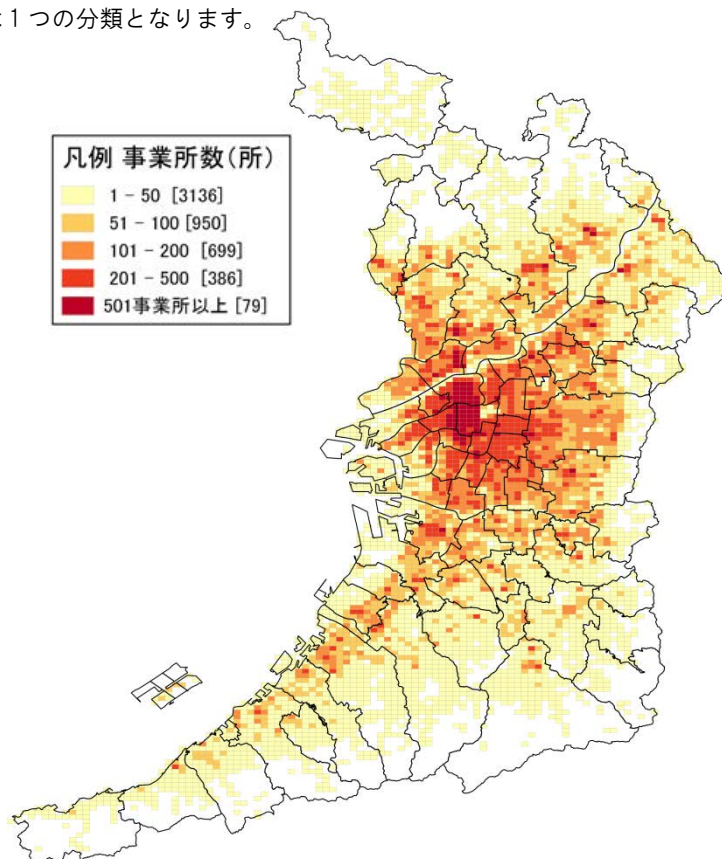 １つの分類となります。
凡例 事業所数(所)
1 - 50 [3136]
51 - 100 [950]
101 - 200 [699]
201 - 500 [386]
501事業所以上 [79]